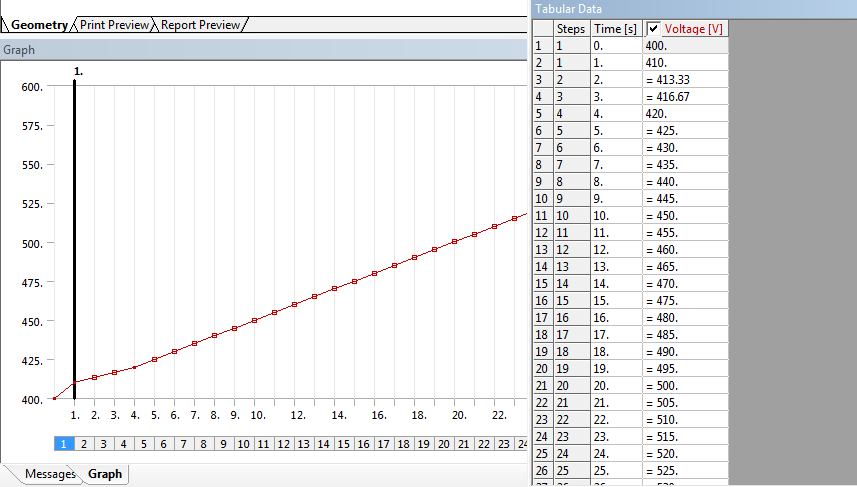 Geometry Print Preview Report Preview
Graph
1.
600.
575.
550.
525.
500.
475.
450.
425.
400.
1. 2. 3. 4. 5. 6. 7. 8. 9. 10. 12. 14. 16. 18. 20. 22.
1 2 3 4 5 6 7 8 9 10 11 12 13 14 15 16 17 18 19 20 21 22 23 24
Messages Graph
Tabular Data
Steps Time [s] Voltage [V]
1 1 0. 400.
2 1 1. 410.
3 2 2. = 413.33
4 3 3. = 416.67
5 4 4. 420.
6 5 5. = 425.
7 6 6. = 430.
8 7 7. = 435.
9 8 8. = 440.
10 9 9. = 445.
11 10 10. = 450.
12 11 11. = 455.
13 12 12. = 460.
14 13 13. = 465.
15 14 14. = 470.
16 15 15. = 475.
17 16 16. = 480.
18 17 17. = 485.
19 18 18. = 490.
20 19 19. = 495.
21 20 20. = 500.
22 21 21. = 505.
23 22 22. = 510.
24 23 23. = 515.
25 24 24. = 520.
26 25 25. = 525.